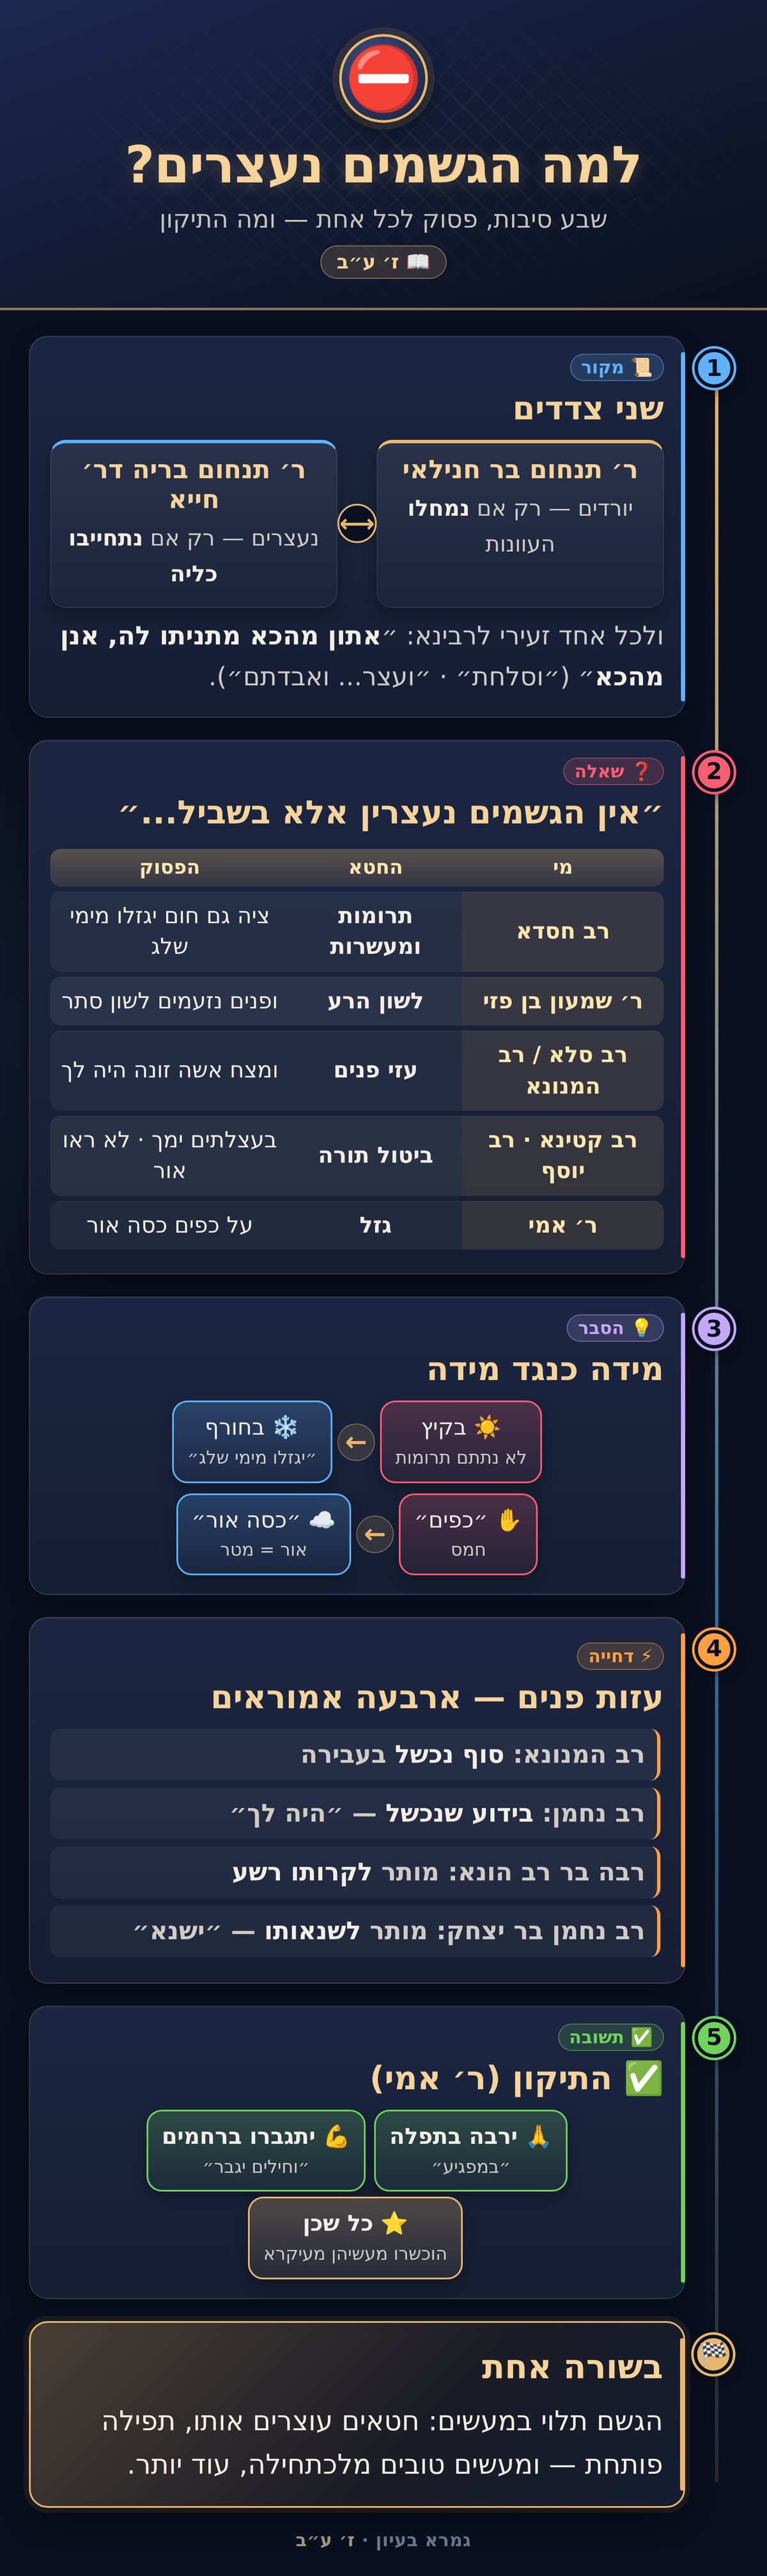 למה הגשמים נעצרים?
שבע סיבות, פסוק לכל אחת — ומה התיקון
📖 ז׳ ע״ב
1
📜 מקור
שני צדדים
ר׳ תנחום בר חנילאי
יורדים — רק אם נמחלו
העוונות
⟷
ר׳ תנחום בריה דר׳
חייא
נעצרים — רק אם נתחייבו
כליה
ולכל אחד זעירי לרבינא: ״אתון מהכא מתניתו לה, אנן
מהכא״ (״וסלחת״ · ״ועצר... ואבדתם״).
2
❓ שאלה
״אין הגשמים נעצרין אלא בשביל...״
מי החטא הפסוק
רב חסדא
תרומות
ומעשרות
ציה גם חום יגזלו מימי
שלג
ר׳ שמעון בן פזי לשון הרע ופנים נזעמים לשון סתר
רב סלא / רב
המנונא
עזי פנים
ומצח אשה זונה היה לך
רב קטינא · רב
יוסף
ביטול תורה
בעצלתים ימך · לא ראו
אור
ר׳ אמי גזל על כפים כסה אור
3
💡 הסבר
מידה כנגד מידה
☀️ בקיץ
לא נתתם תרומות
←
❄️ בחורף
״יגזלו מימי שלג״
✋ ״כפים״
חמס
←
☁️ ״כסה אור״
אור = מטר
4
⚡ דחייה
עזות פנים — ארבעה אמוראים
רב המנונא: סוף נכשל בעבירה
רב נחמן: בידוע שנכשל — ״היה לך״
רבה בר רב הונא: מותר לקרותו רשע
רב נחמן בר יצחק: מותר לשנאותו — ״ישנא״
5
✅ תשובה
✅ התיקון (ר׳ אמי)
🙏 ירבה בתפלה
״במפגיע״
💪 יתגברו ברחמים
״וחילים יגבר״
⭐ כל שכן
הוכשרו מעשיהן מעיקרא
🏁
בשורה אחת
הגשם תלוי במעשים: חטאים עוצרים אותו, תפילה
פותחת — ומעשים טובים מלכתחילה, עוד יותר.
גמרא בעיון · ז׳ ע״ב